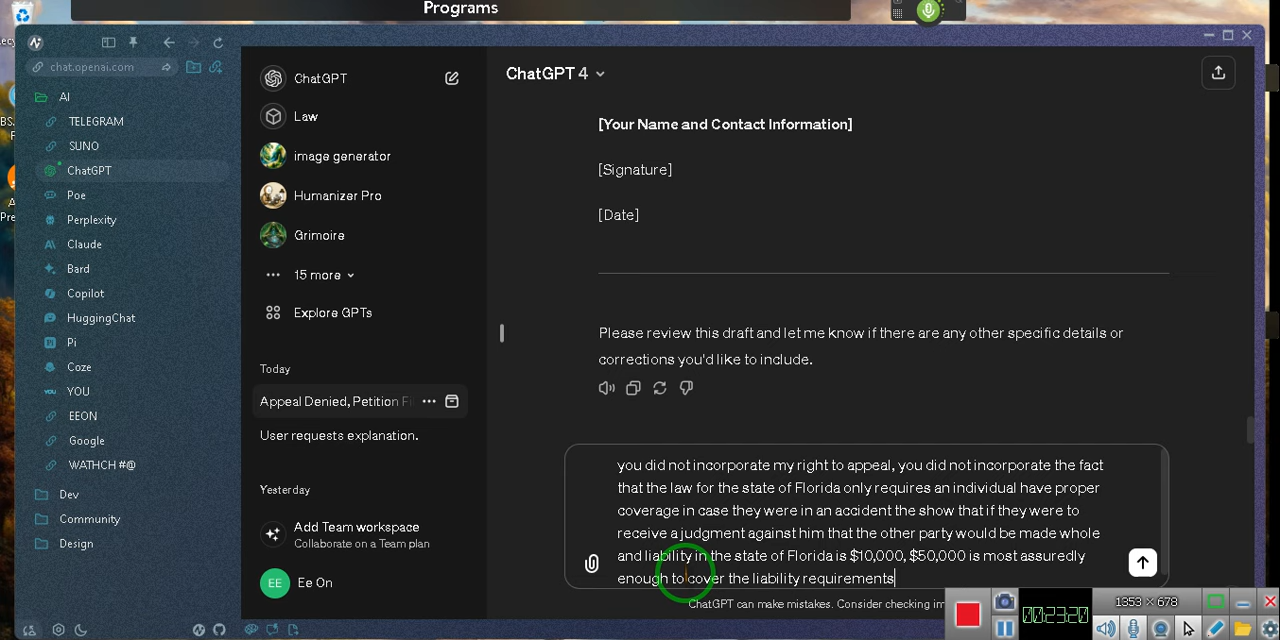 Programs
chat.openai.com
AI
TELEGRAM
SUNO
ChatGPT
Poe
Perplexity
Claude
Bard
Copilot
HuggingChat
Pi
Coze
YOU
EEON
Google
WATHCH #@
Dev
Community
Design
ChatGPT
Law
image generator
Humanizer Pro
Grimoire
15 more
Explore GPTs
Today
Appeal Denied, Petition
User requests explanation.
Yesterday
Add Team workspace
Collaborate on a Team plan
EE Ee On
ChatGPT 4
[Your Name and Contact Information]
[Signature]
[Date]
Please review this draft and let me know if there are any other specific details or
corrections you'd like to include.
you did not incorporate my right to appeal, you did not incorporate the fact
that the law for the state of Florida only requires an individual have proper
coverage in case they were in an accident the show that if they were to
receive a judgment against him that the other party would be made whole
and liability in the state of Florida is $10,000, $50,000 is most assuredly
enough to cover the liability requirements
ChatGPT can make mistakes. Consider checking
00:23:20
1353 × 678